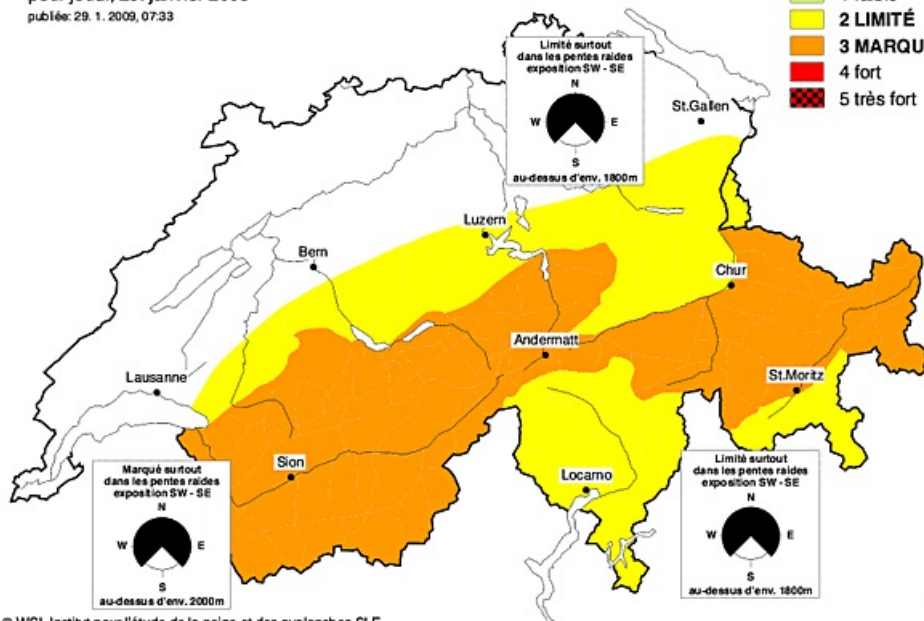 publiée: 29. 1. 2009, 07:33
2 LIMITÉ
3 MARQU
4 fort
5 très fort
Limité surtout
dans les pentes raides
exposition SW - SE
N
W
E
S
au-dessus d'env. 1800m
St.Gallen
Luzern
Bern
Chur
Andermatt
Lausanne
St.Moritz
Sion
Locarno
Marqué surtout
dans les pentes raides
exposition SW - SE
N
W
E
S
au-dessus d'env. 2000m
Limité surtout
dans les pentes raides
exposition SW - SE
N
W
E
S
au-dessus d'env. 1800m